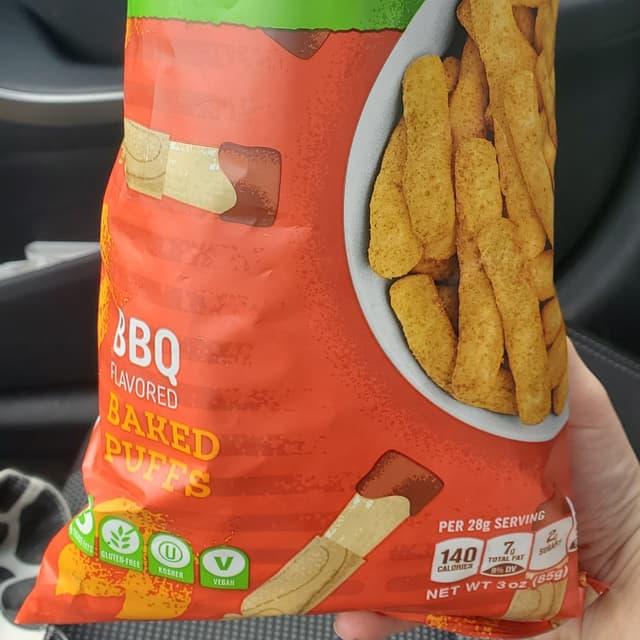 BBQ
FLAVORED
BAKED
PUFFS
GLUTEN-FREE
U
KOSHER
V
VEGAN
PER 28g SERVING
140
CALORIES
7g
TOTAL FAT
9% DV
2g
SUGARS
NET WT 3 OZ (85g)